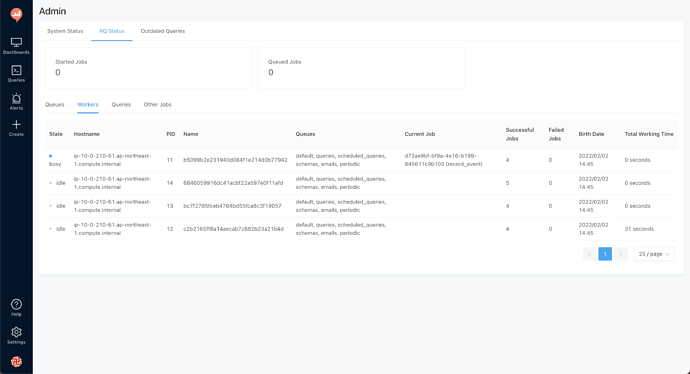 Admin
System Status RQ Status Outdated Queries
Started Jobs
0
Queued Jobs
0
Queues Workers Queries Other Jobs
State Hostname PID Name Queues Current Job Successful Jobs Failed Jobs Birth Date Total Working Time
busy ip-10-0-210-61.ap-northeast-1.compute.internal 11 b5099b2e231940d084f1e214d0b77942 default, queries, scheduled_queries, schemas, emails, periodic d72ae9bf-bf9a-4e16-b199-845611c9b100 (record_event) 4 0 2022/02/02 14:45 0 seconds
idle ip-10-0-210-61.ap-northeast-1.compute.internal 14 6846059916dc41acbf22a597e0f11afd default, queries, scheduled_queries, schemas, emails, periodic 5 0 2022/02/02 14:45 0 seconds
idle ip-10-0-210-61.ap-northeast-1.compute.internal 13 bc7f2785fceb4764bd55fca8c3f19057 default, queries, scheduled_queries, schemas, emails, periodic 4 0 2022/02/02 14:45 0 seconds
idle ip-10-0-210-61.ap-northeast-1.compute.internal 12 c2b2165ff8a14aecab7c882b23a21b4d default, queries, scheduled_queries, schemas, emails, periodic 4 0 2022/02/02 14:45 31 seconds
1
25 / page
Dashboards
Queries
Alerts
Create
Help
Settings